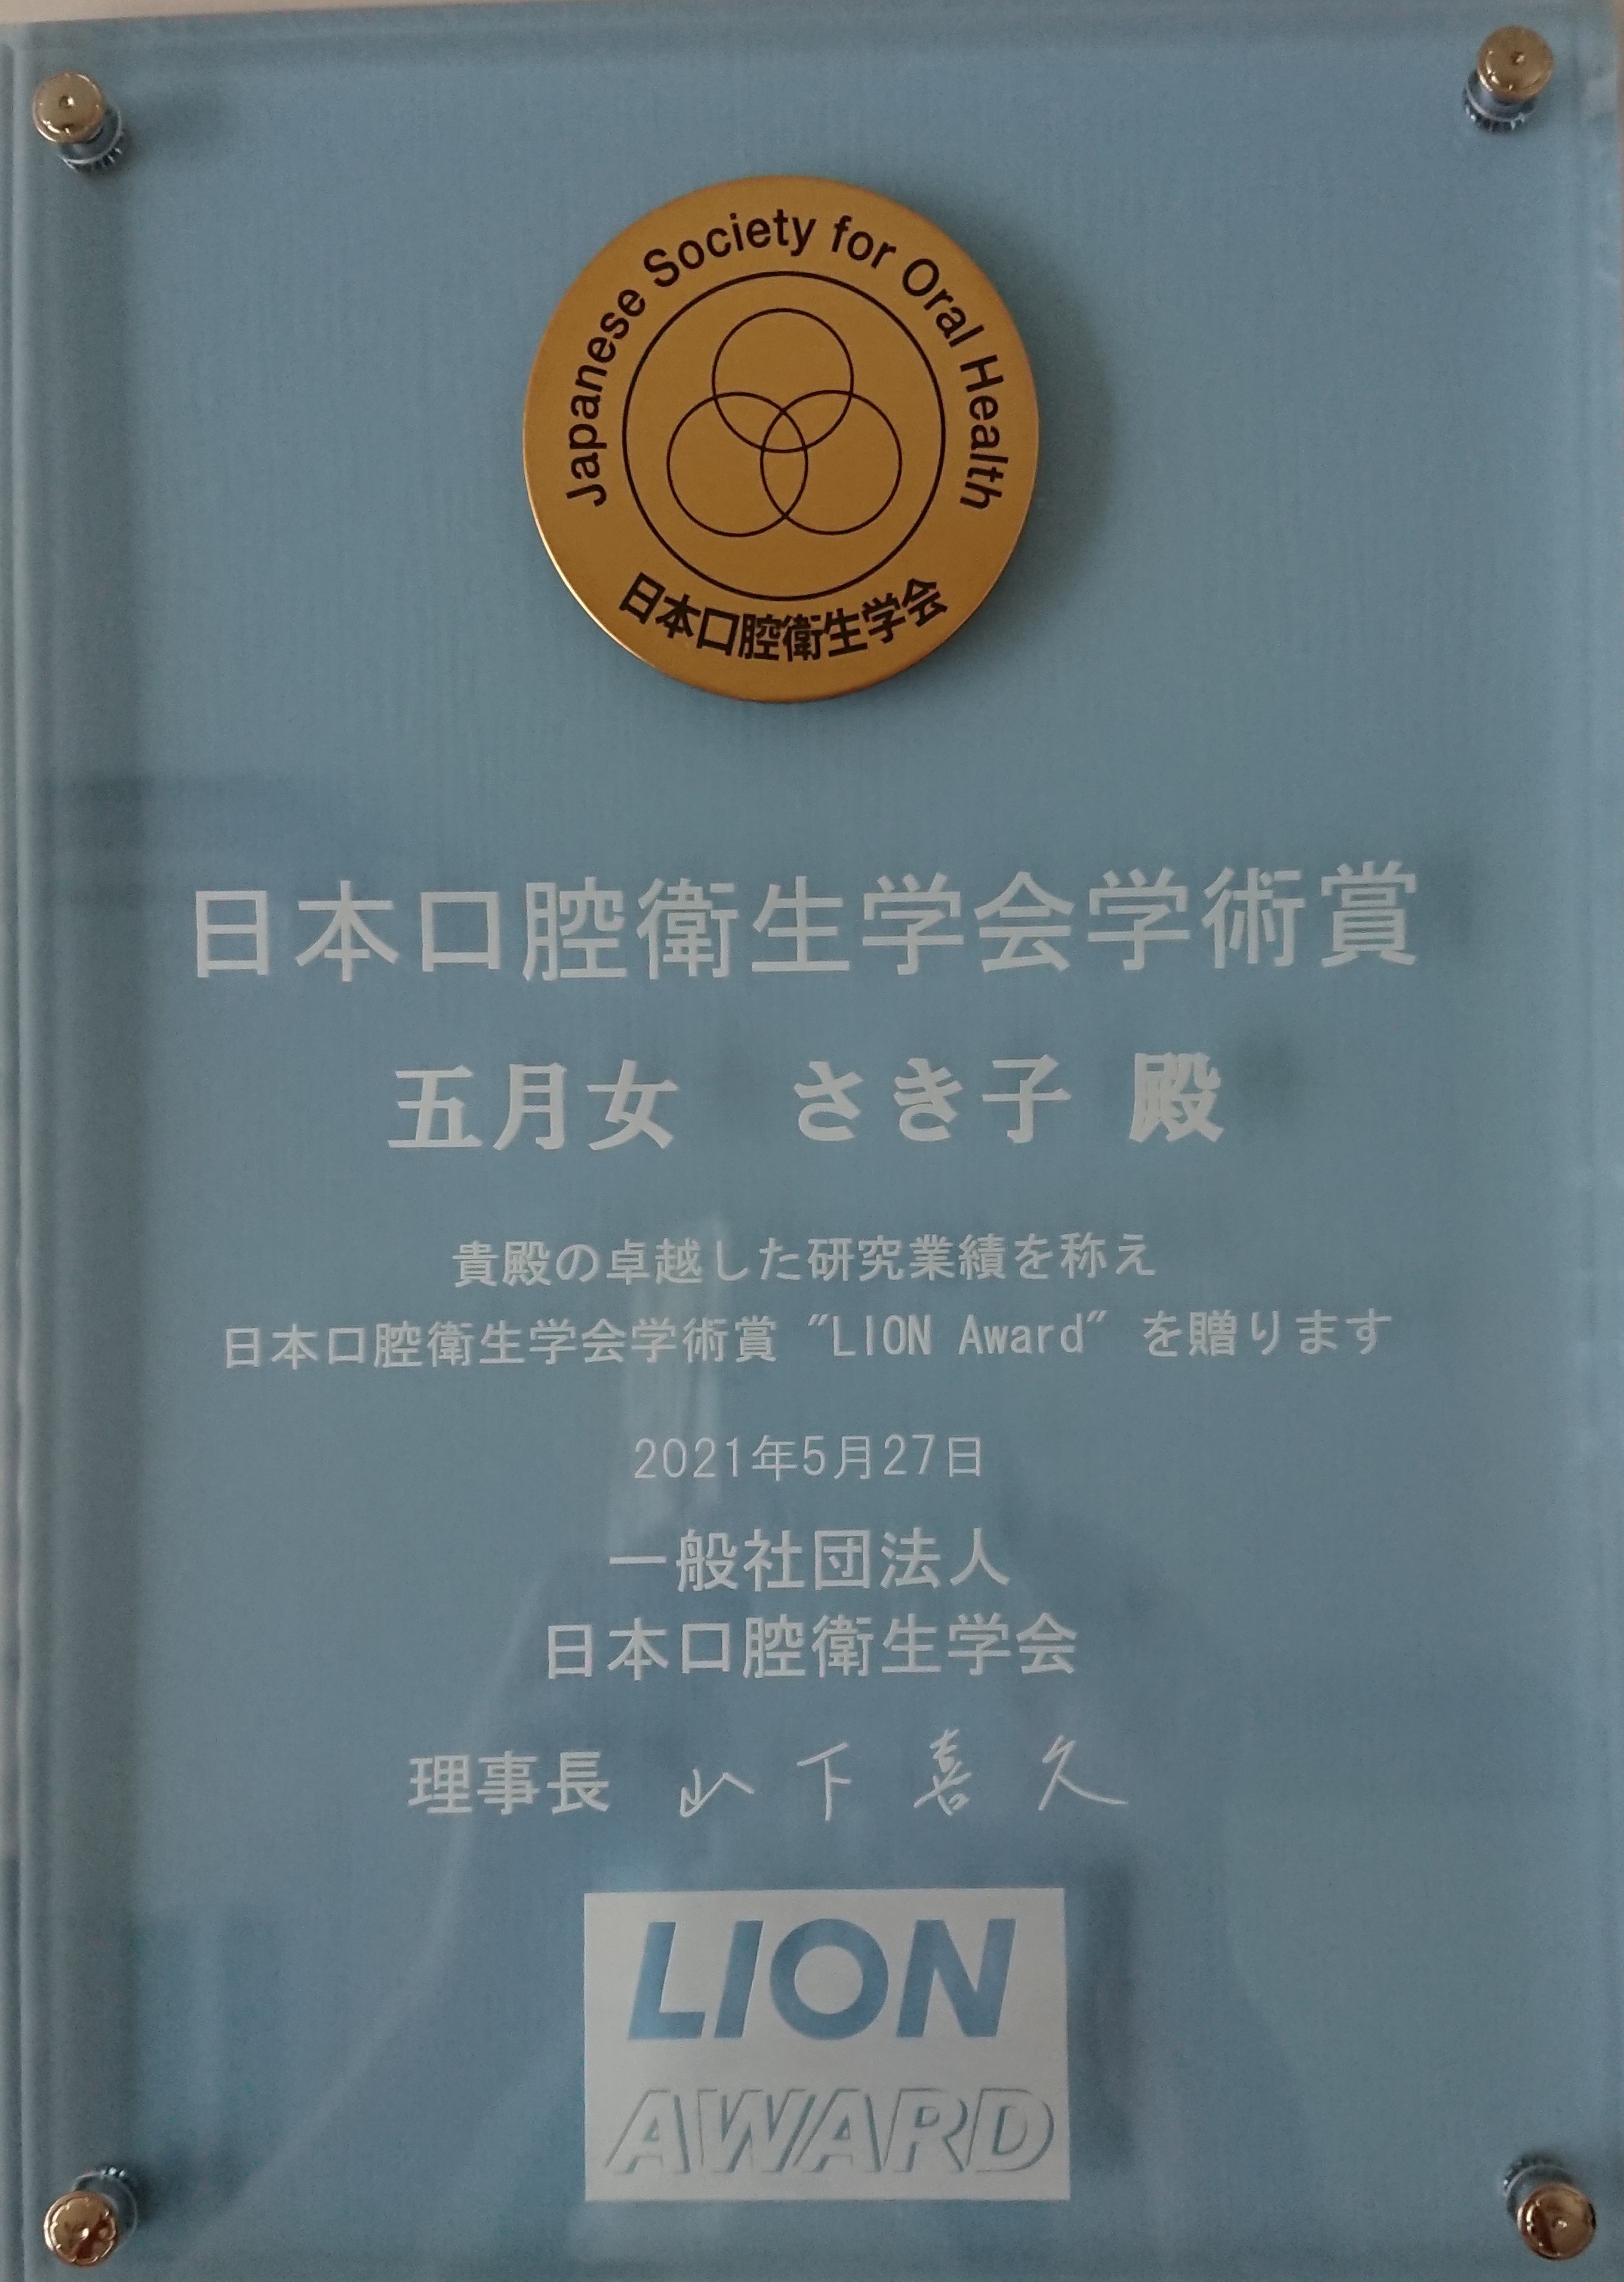 Japanese Society for Oral Health
日本口腔衛生学会
日本口腔衛生学会学術賞
五月女　さき子 殿
貴殿の卓越した研究業績を称え
日本口腔衛生学会学術賞 "LION Award" を贈ります
2021年5月27日
一般社団法人
日本口腔衛生学会
理事長 山下喜久
LION
AWARD